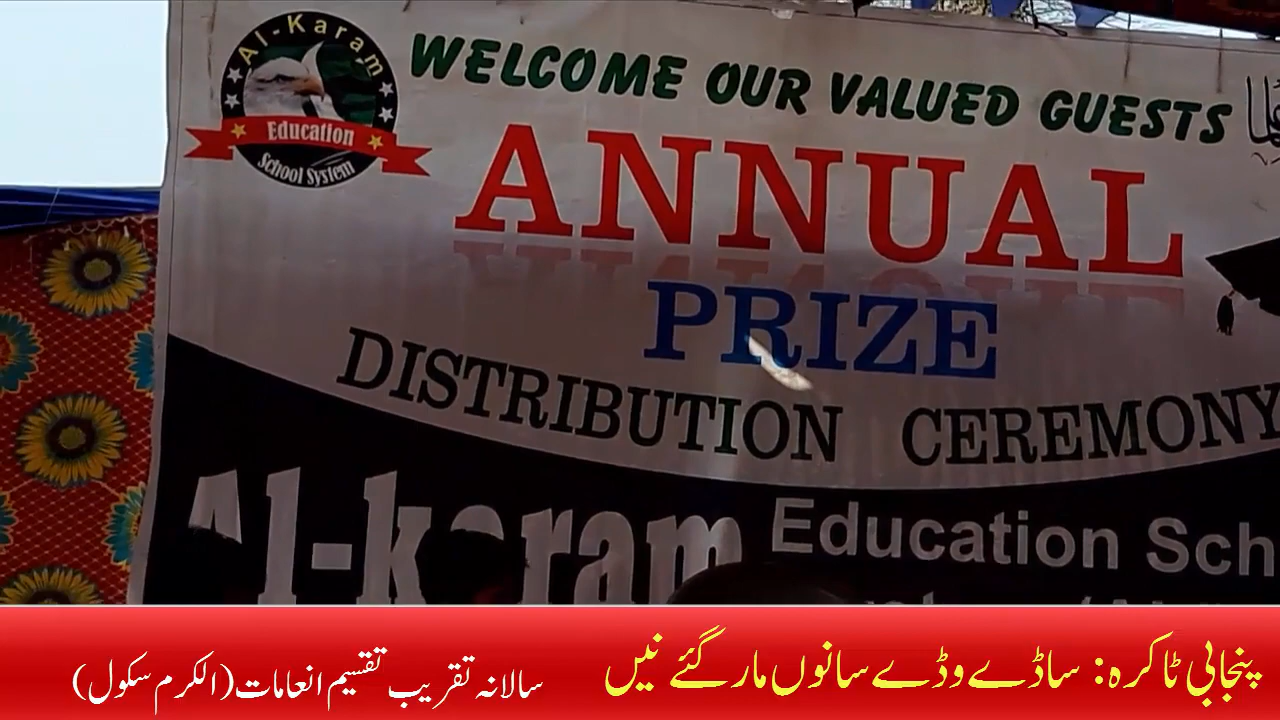 Al-Karam
Education
School System
WELCOME OUR VALUED GUESTS
ANNUAL
PRIZE
DISTRIBUTION CEREMONY
Al-karam Education Sch
پنجابی ٹاکرہ: ساڈے وڈے سانوں مار گئے نیں
سالانہ تقریب تقسیم انعامات (الکرم سکول)